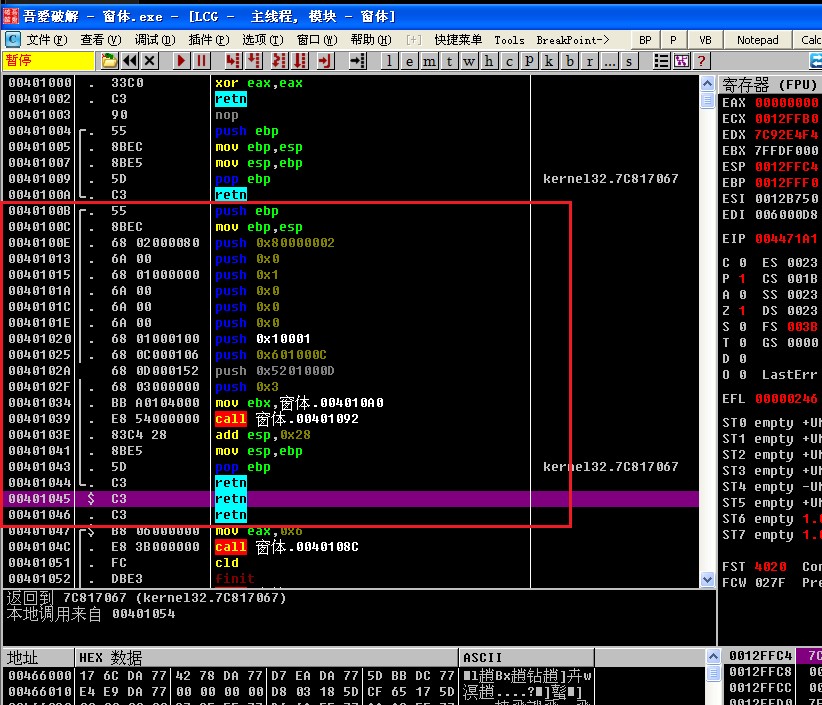 吾爱破解 - 窗体.exe - [LCG - 主线程, 模块 - 窗体]
文件(F) 查看(V) 调试(D) 插件(P) 选项(T) 窗口(W) 帮助(H) [+] 快捷菜单 Tools BreakPoint-> BP P VB Notepad Calc
暂停 l e m t w h c p k b r ... s ?
00401000 . 33C0 xor eax,eax 寄存器 (FPU)
00401002 . C3 retn EAX 00000000
00401003 90 nop ECX 0012FFB0
00401004 . 55 push ebp EDX 7C92E4F4
00401005 . 8BEC mov ebp,esp EBX 7FFDF000
00401007 . 8BE5 mov esp,ebp ESP 0012FFC4
00401009 . 5D pop ebp kernel32.7C817067 EBP 0012FFF0
0040100A . C3 retn ESI 0012B750
0040100B . 55 push ebp EDI 006000D8
0040100C . 8BEC mov ebp,esp
0040100E . 68 02000080 push 0x80000002 EIP 004471A1
00401013 . 6A 00 push 0x0 C 0 ES 0023
00401015 . 68 01000000 push 0x1 P 1 CS 001B
0040101A . 6A 00 push 0x0 A 0 SS 0023
0040101C . 6A 00 push 0x0 Z 1 DS 0023
0040101E . 6A 00 push 0x0 S 0 FS 003B
00401020 . 68 01000100 push 0x10001 T 0 GS 0000
00401025 . 68 0C000106 push 0x601000C D 0
0040102A 68 0D000152 push 0x5201000D O 0 LastErr
0040102F . 68 03000000 push 0x3
00401034 . BB A0104000 mov ebx,窗体.004010A0 EFL 00000246
00401039 . E8 54000000 call 窗体.00401092
0040103E . 83C4 28 add esp,0x28 ST0 empty +U
00401041 . 8BE5 mov esp,ebp ST1 empty +U
00401043 . 5D pop ebp kernel32.7C817067 ST2 empty +U
00401044 . C3 retn ST3 empty +U
00401045 $ C3 retn ST4 empty -U
00401046 . C3 retn ST5 empty +U
00401047 $ B8 06000000 mov eax,0x6 ST6 empty 1.
0040104C . E8 3B000000 call 窗体.0040108C ST7 empty 1.
00401051 . FC cld FST 4020 Con
00401052 . DBE3 finit FCW 027F Pre
返回到 7C817067 (kernel32.7C817067)
本地调用来自 00401054
地址 HEX 数据 ASCII 0012FFC4 7C
00466000 17 6C DA 77 42 78 DA 77 D7 EA DA 77 5D BB DC 77 0012FFC8
00466010 E4 E9 DA 77 00 00 00 00 D8 03 18 5D CF 65 17 5D 0012FFCC